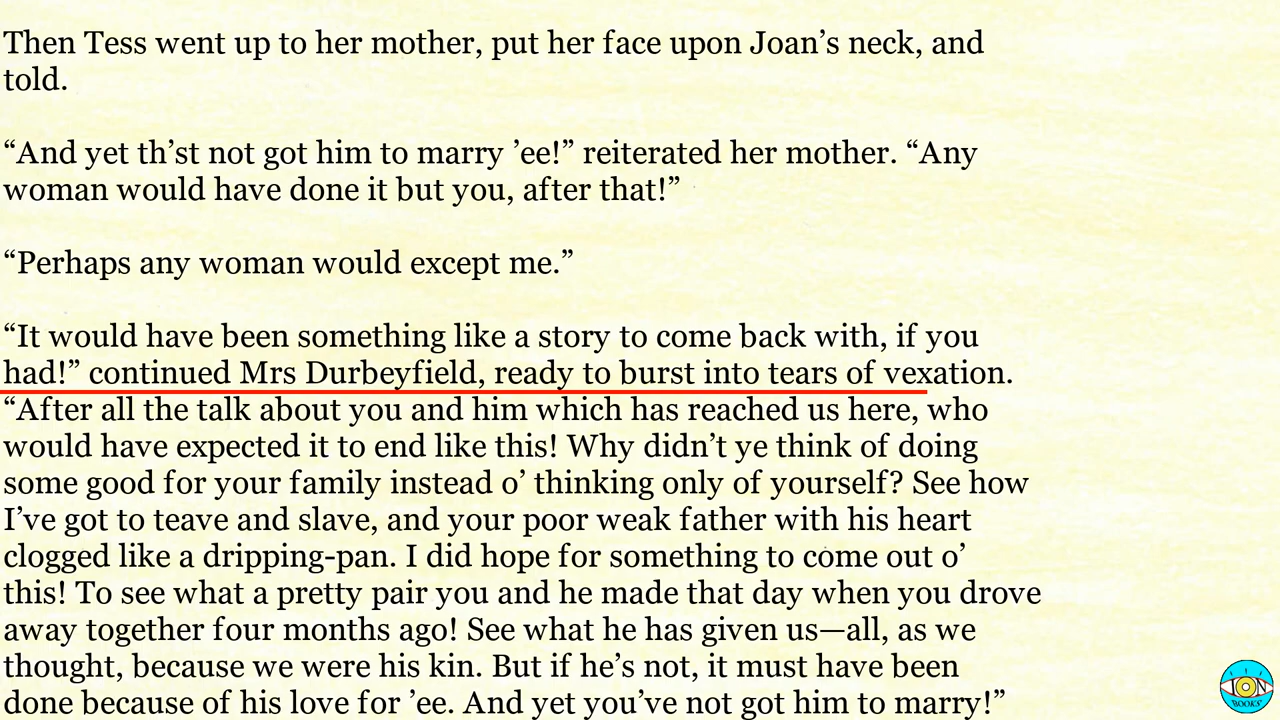 Then Tess went up to her mother, put her face upon Joan’s neck, and
told.
“And yet th’st not got him to marry ’ee!” reiterated her mother. “Any
woman would have done it but you, after that!”
“Perhaps any woman would except me.”
“It would have been something like a story to come back with, if you
had!” continued Mrs Durbeyfield, ready to burst into tears of vexation.
“After all the talk about you and him which has reached us here, who
would have expected it to end like this! Why didn’t ye think of doing
some good for your family instead o’ thinking only of yourself? See how
I’ve got to teave and slave, and your poor weak father with his heart
clogged like a dripping-pan. I did hope for something to come out o’
this! To see what a pretty pair you and he made that day when you drove
away together four months ago! See what he has given us—all, as we
thought, because we were his kin. But if he’s not, it must have been
done because of his love for ’ee. And yet you’ve not got him to marry!”
ION
BOOKS